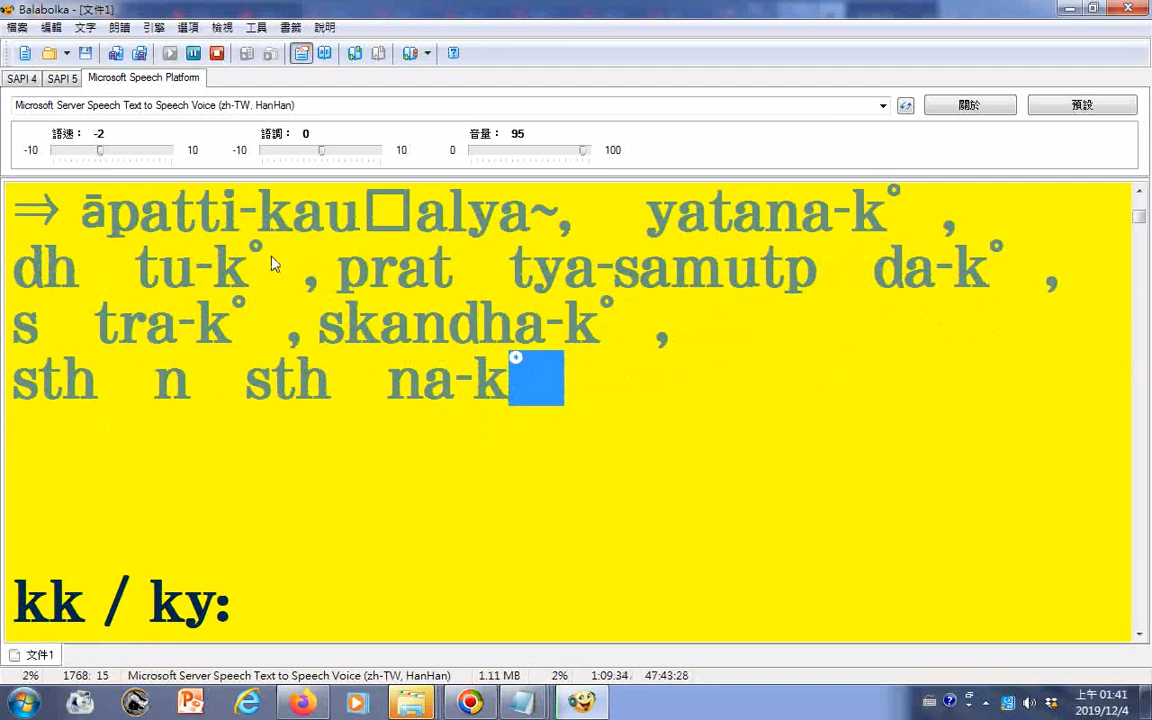 Balabolka - [文件1]
檔案 編輯 文字 朗讀 引擎 選項 檢視 工具 書籤 說明
SAPI 4 SAPI 5 Microsoft Speech Platform
Microsoft Server Speech Text to Speech Voice (zh-TW, HanHan) 關於 預設
語速： -2 語調： 0 音量： 95
-10 10 -10 10 0 100
⇒ āpatti-kau□alya~,　yatana-k° ,
dh　tu-k° , prat　tya-samutp　da-k° ,
s　tra-k° , skandha-k° ,
sth　n　sth　na-k°
kk / ky:
文件1
2% 1768: 15 Microsoft Server Speech Text to Speech Voice (zh-TW, HanHan) 1.11 MB 2% 1:09:34 47:43:28
上午 01:41
2019/12/4